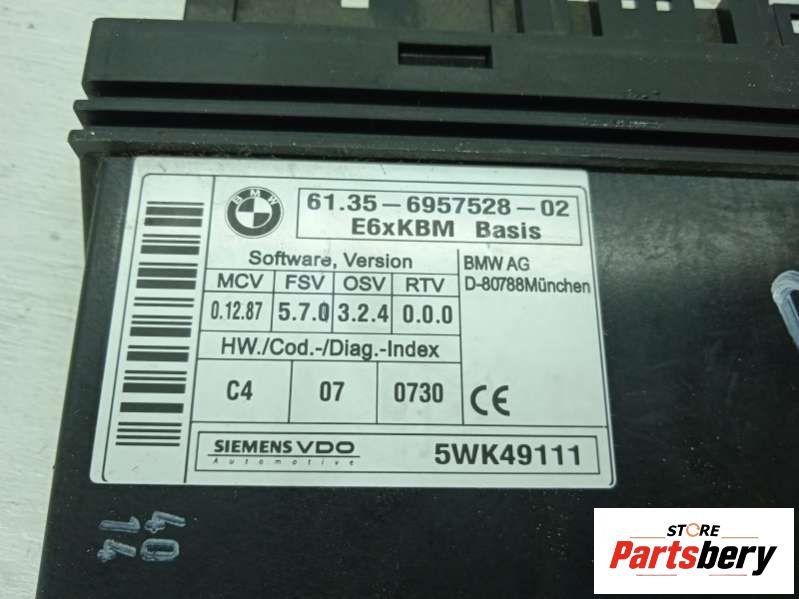 BMW
61.35 - 6957528 - 02
E6xKBM Basis
Software, Version
MCV FSV OSV RTV
0.12.87 5.7.0 3.2.4 0.0.0
HW./Cod.-/Diag.-Index
C4 07 0730
BMW AG
D-80788München
CE
SIEMENS VDO
Automotive
5WK49111
STORE
Partsbery